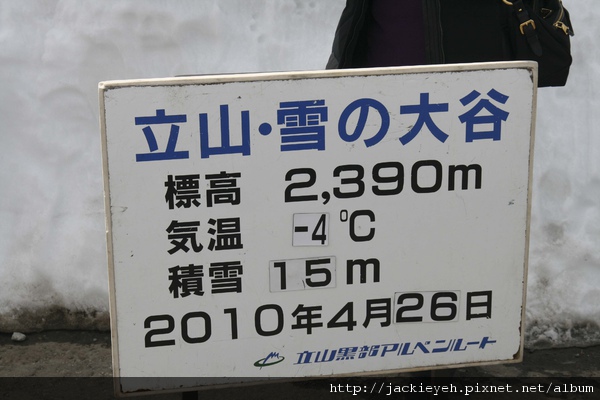 立山・雪の大谷
標高 2,390m
気温 -4℃
積雪 15m
2010年4月26日
立山黒部アルペンルート
http://jackieyeh.pixnet.net/album